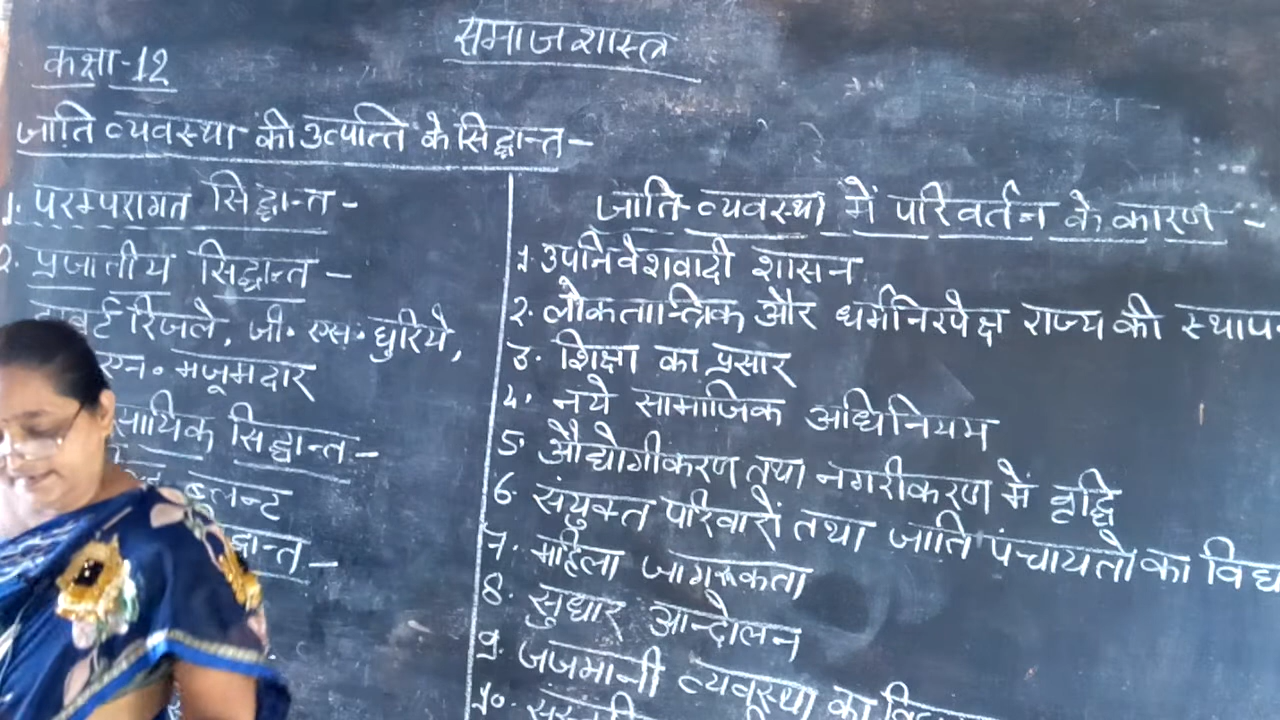 समाजशास्त्र
कक्षा-12
जाति व्यवस्था की उत्पत्ति के सिद्धान्त-
1. परम्परागत सिद्धान्त-
2. प्रजातीय सिद्धान्त-
रिजले, जी. एस. घुरिये,
एन. मजूमदार
सिद्धान्त-
ब्लन्ट
जाति-व्यवस्था में परिवर्तन के कारण -
1. उपनिवेशवादी शासन
2. लोकतान्त्रिक और धर्मनिरपेक्ष राज्य की
3. शिक्षा का प्रसार
4. नये सामाजिक अधिनियम
5. औद्योगीकरण तथा नगरीकरण में वृद्धि
6. संयुक्त परिवारों तथा जाति पंचायतों का
7. महिला जागरूकता
8. सुधार आन्दोलन
9. जजमानी व्यवस्था का
10.